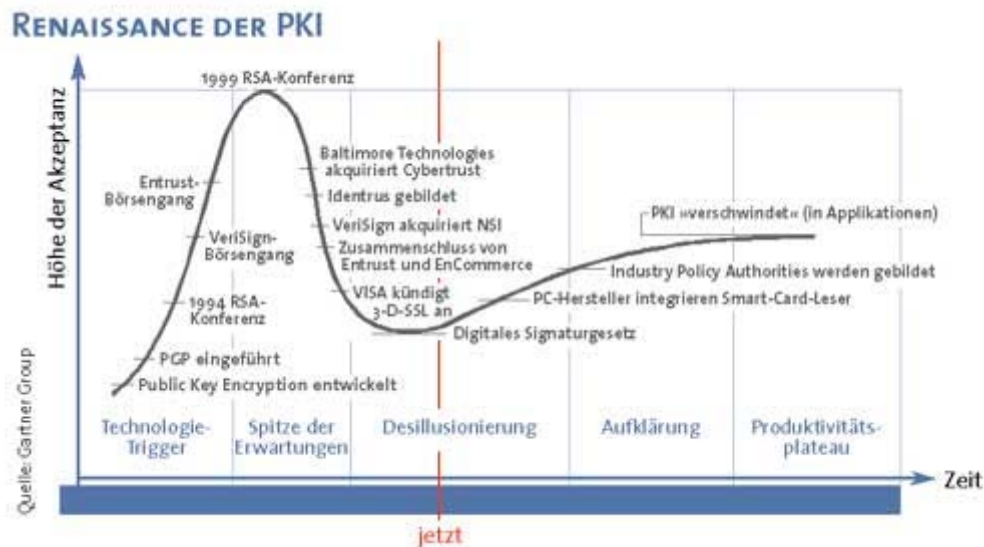 RENAISSANCE DER PKI
Höhe der Akzeptanz
1999 RSA-Konferenz
Baltimore Technologies
akquiriert Cybertrust
Entrust-
Börsengang
Identrus gebildet
PKI »verschwindet« (in Applikationen)
VeriSign akquiriert NSI
VeriSign-
Börsengang
Zusammenschluss von
Entrust und EnCommerce
Industry Policy Authorities werden gebildet
VISA kündigt
3-D-SSL an
PC-Hersteller integrieren Smart-Card-Leser
1994 RSA-
Konferenz
Digitales Signaturgesetz
PGP eingeführt
Public Key Encryption entwickelt
Technologie-
Trigger
Spitze der
Erwartungen
Desillusionierung
Aufklärung
Produktivitäts-
plateau
Zeit
jetzt
Quelle: Gartner Group